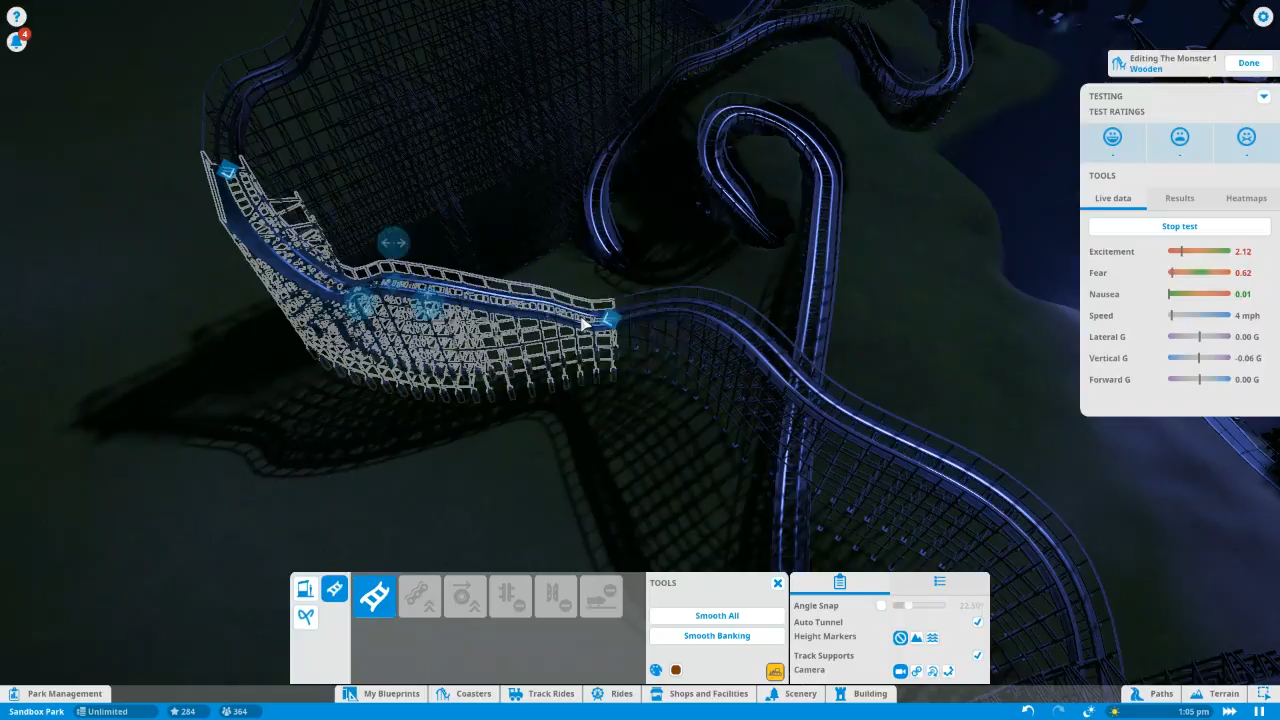 ?
4
Editing The Monster 1
Wooden
Done
TESTING
TEST RATINGS
- - -
TOOLS
Live data Results Heatmaps
Stop test
Excitement 2.12
Fear 0.62
Nausea 0.01
Speed 4 mph
Lateral G 0.00 G
Vertical G -0.06 G
Forward G 0.00 G
TOOLS
Smooth All
Smooth Banking
Angle Snap 22.50°
Auto Tunnel
Height Markers
Track Supports
Camera
Park Management My Blueprints Coasters Track Rides Rides Shops and Facilities Scenery Building Paths Terrain
Sandbox Park Unlimited 284 364 1:05 pm